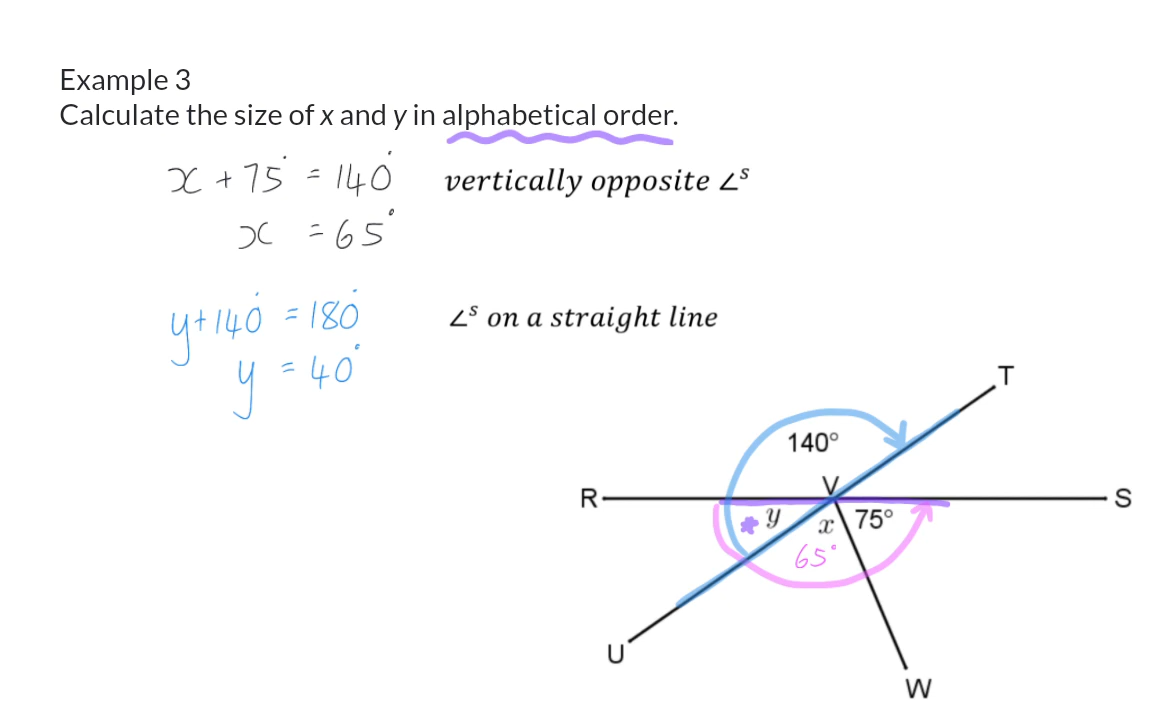 Example 3
Calculate the size of x and y in alphabetical order.
x + 75° = 140° vertically opposite ∠ˢ
x = 65°
y + 140° = 180° ∠ˢ on a straight line
y = 40°
T
140°
R V S
* y x 75°
65°
U
W